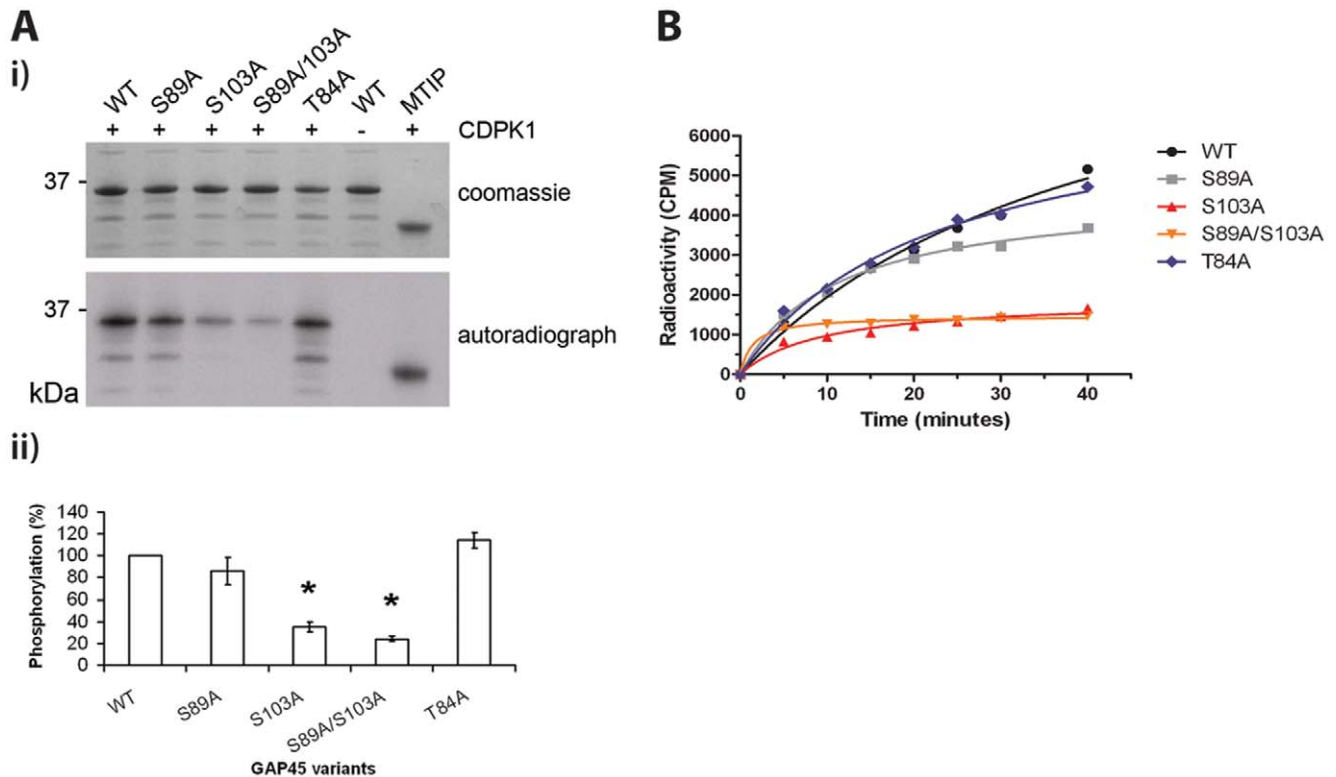 A
B
i)
WT S89A S103A S89A/103A T84A WT MTIP
+ + + + + - + CDPK1
37 -
coomassie
37 -
autoradiograph
kDa
ii)
Phosphorylation (%)
140
120
100
80
60
40
20
0
* *
WT S89A S103A S89A/S103A T84A
GAP45 variants
Radioactivity (CPM)
6000
5000
4000
3000
2000
1000
0
0 10 20 30 40
Time (minutes)
WT
S89A
S103A
S89A/S103A
T84A